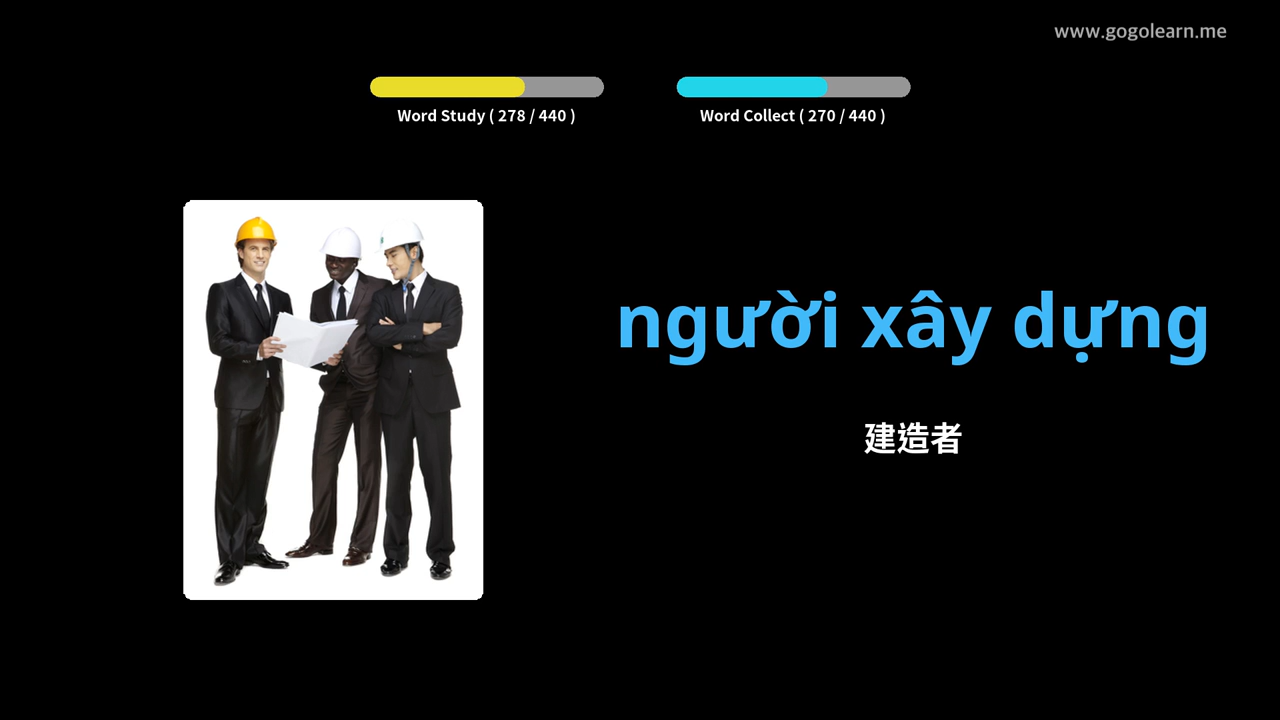 www.gogolearn.me
Word Study ( 278 / 440 )
Word Collect ( 270 / 440 )
người xây dựng
建造者